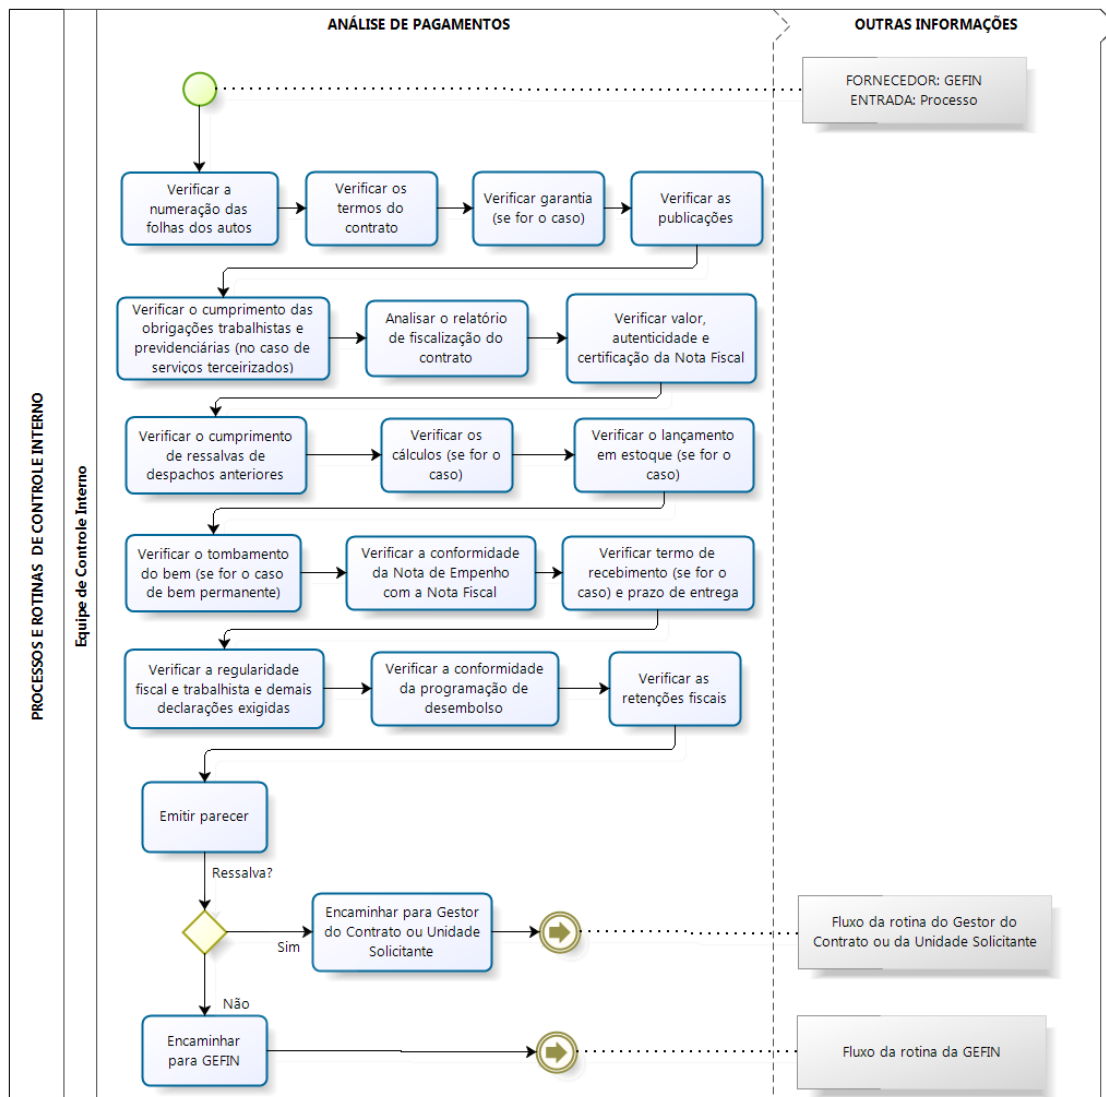 ANÁLISE DE PAGAMENTOS
OUTRAS INFORMAÇÕES
PROCESSOS E ROTINAS DE CONTROLE INTERNO
Equipe de Controle Interno
FORNECEDOR: GEFIN
ENTRADA: Processo
Verificar a
numeração das
folhas dos autos
Verificar os
termos do
contrato
Verificar garantia
(se for o caso)
Verificar as
publicações
Verificar o cumprimento das
obrigações trabalhistas e
previdenciárias (no caso de
serviços terceirizados)
Analisar o relatório
de fiscalização do
contrato
Verificar valor,
autenticidade e
certificação da Nota Fiscal
Verificar o cumprimento
de ressalvas de
despachos anteriores
Verificar os
cálculos (se for o
caso)
Verificar o lançamento
em estoque (se for o
caso)
Verificar o tombamento
do bem (se for o caso
de bem permanente)
Verificar a conformidade
da Nota de Empenho
com a Nota Fiscal
Verificar termo de
recebimento (se for o
caso) e prazo de entrega
Verificar a regularidade
fiscal e trabalhista e demais
declarações exigidas
Verificar a conformidade
da programação de
desembolso
Verificar as
retenções fiscais
Emitir parecer
Ressalva?
Sim
Encaminhar para Gestor
do Contrato ou Unidade
Solicitante
Fluxo da rotina do Gestor do
Contrato ou da Unidade Solicitante
Não
Encaminhar
para GEFIN
Fluxo da rotina da GEFIN